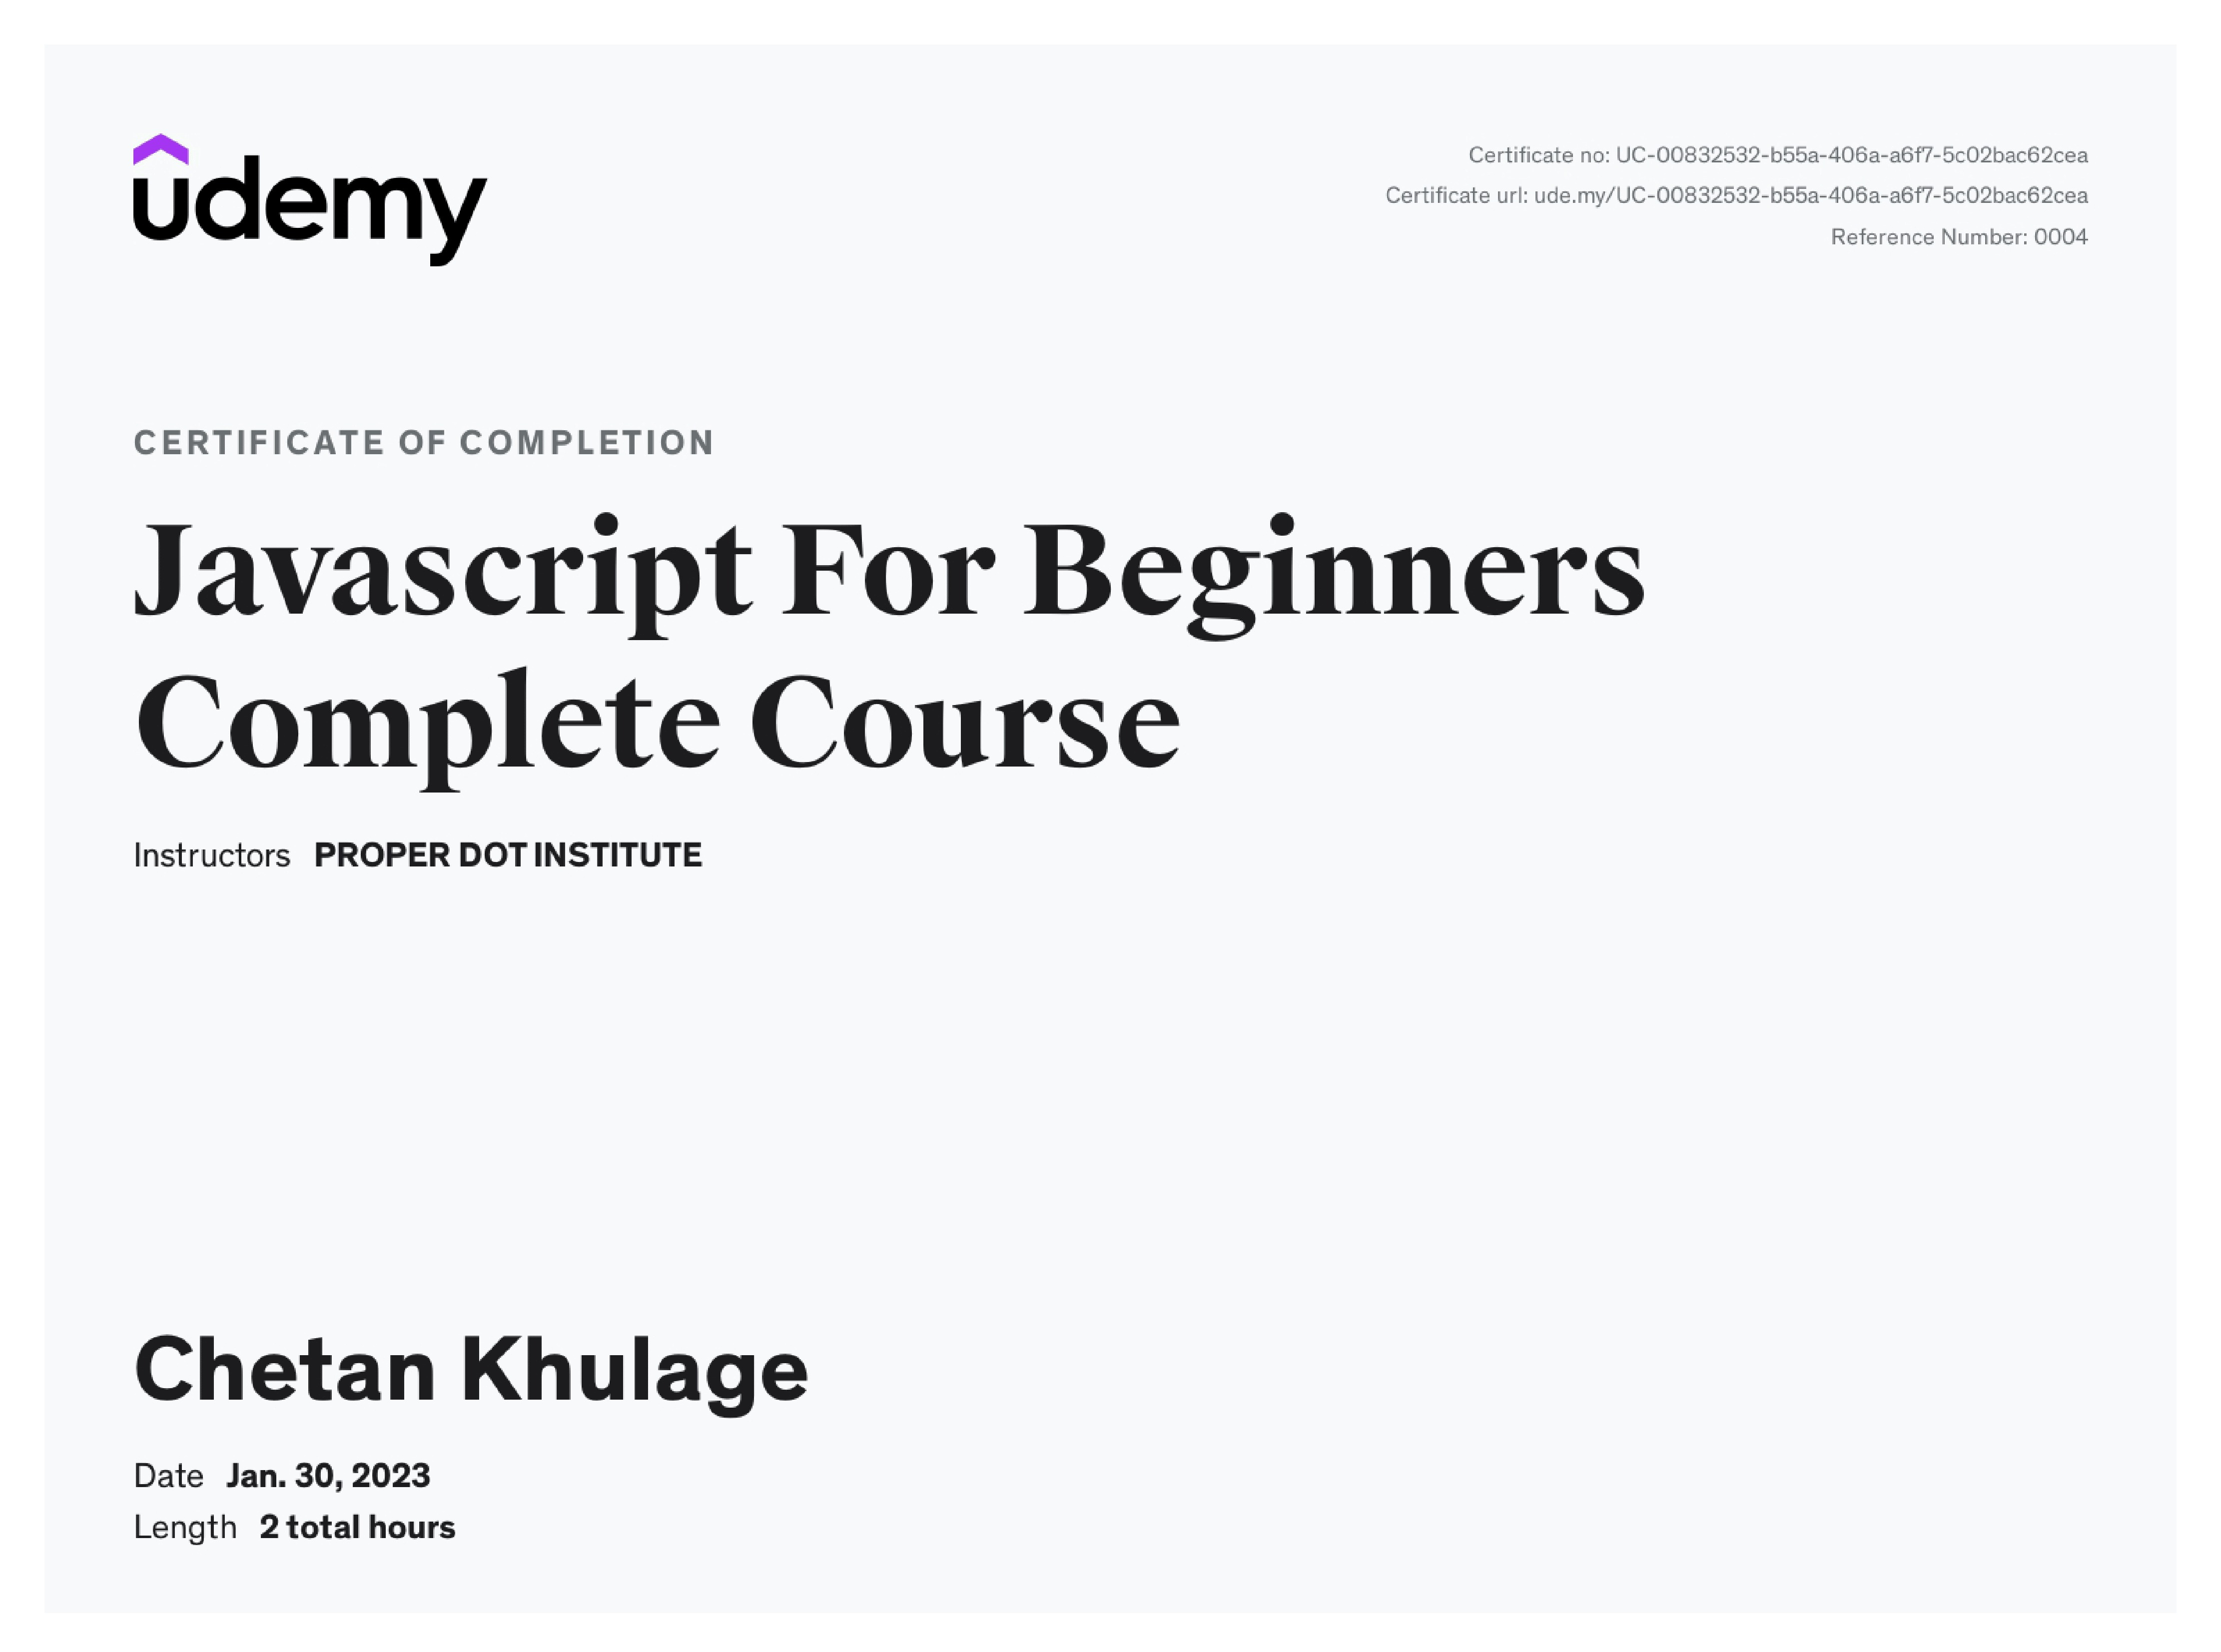 udemy
Certificate no: UC-00832532-b55a-406a-a6f7-5c02bac62cea
Certificate url: ude.my/UC-00832532-b55a-406a-a6f7-5c02bac62cea
Reference Number: 0004
CERTIFICATE OF COMPLETION
Javascript For Beginners
Complete Course
Instructors PROPER DOT INSTITUTE
Chetan Khulage
Date Jan. 30, 2023
Length 2 total hours